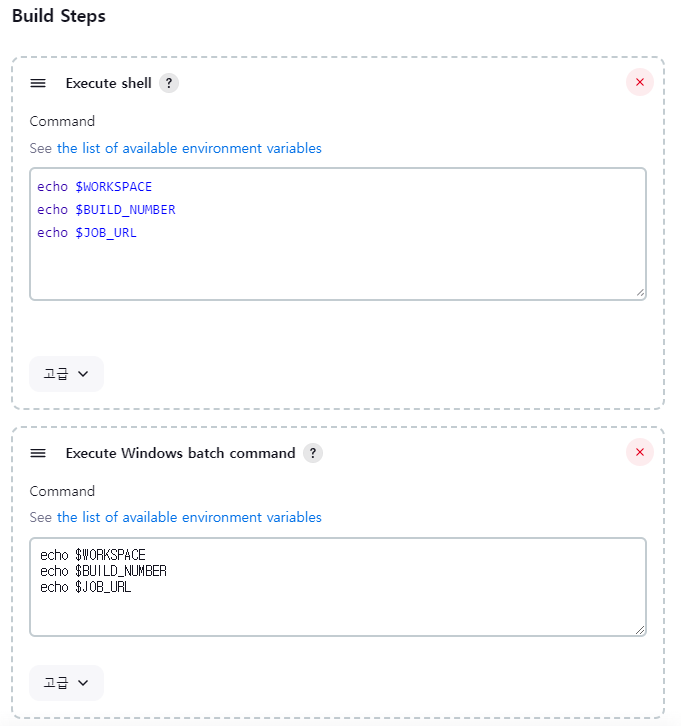 Build Steps
Execute shell ?
Command
See the list of available environment variables
echo $WORKSPACE
echo $BUILD_NUMBER
echo $JOB_URL
고급
Execute Windows batch command ?
Command
See the list of available environment variables
echo $WORKSPACE
echo $BUILD_NUMBER
echo $JOB_URL
고급